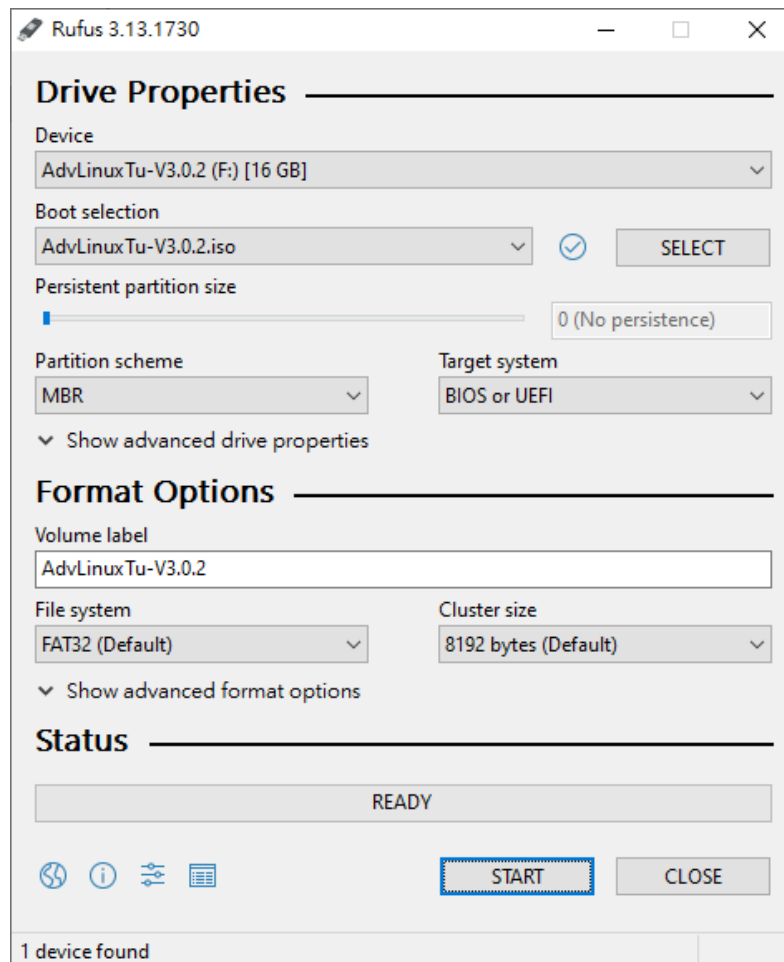 Rufus 3.13.1730
Drive Properties
Device
AdvLinuxTu-V3.0.2 (F:) [16 GB]
Boot selection
AdvLinuxTu-V3.0.2.iso
SELECT
Persistent partition size
0 (No persistence)
Partition scheme
Target system
MBR
BIOS or UEFI
Show advanced drive properties
Format Options
Volume label
AdvLinuxTu-V3.0.2
File system
Cluster size
FAT32 (Default)
8192 bytes (Default)
Show advanced format options
Status
READY
START
CLOSE
1 device found